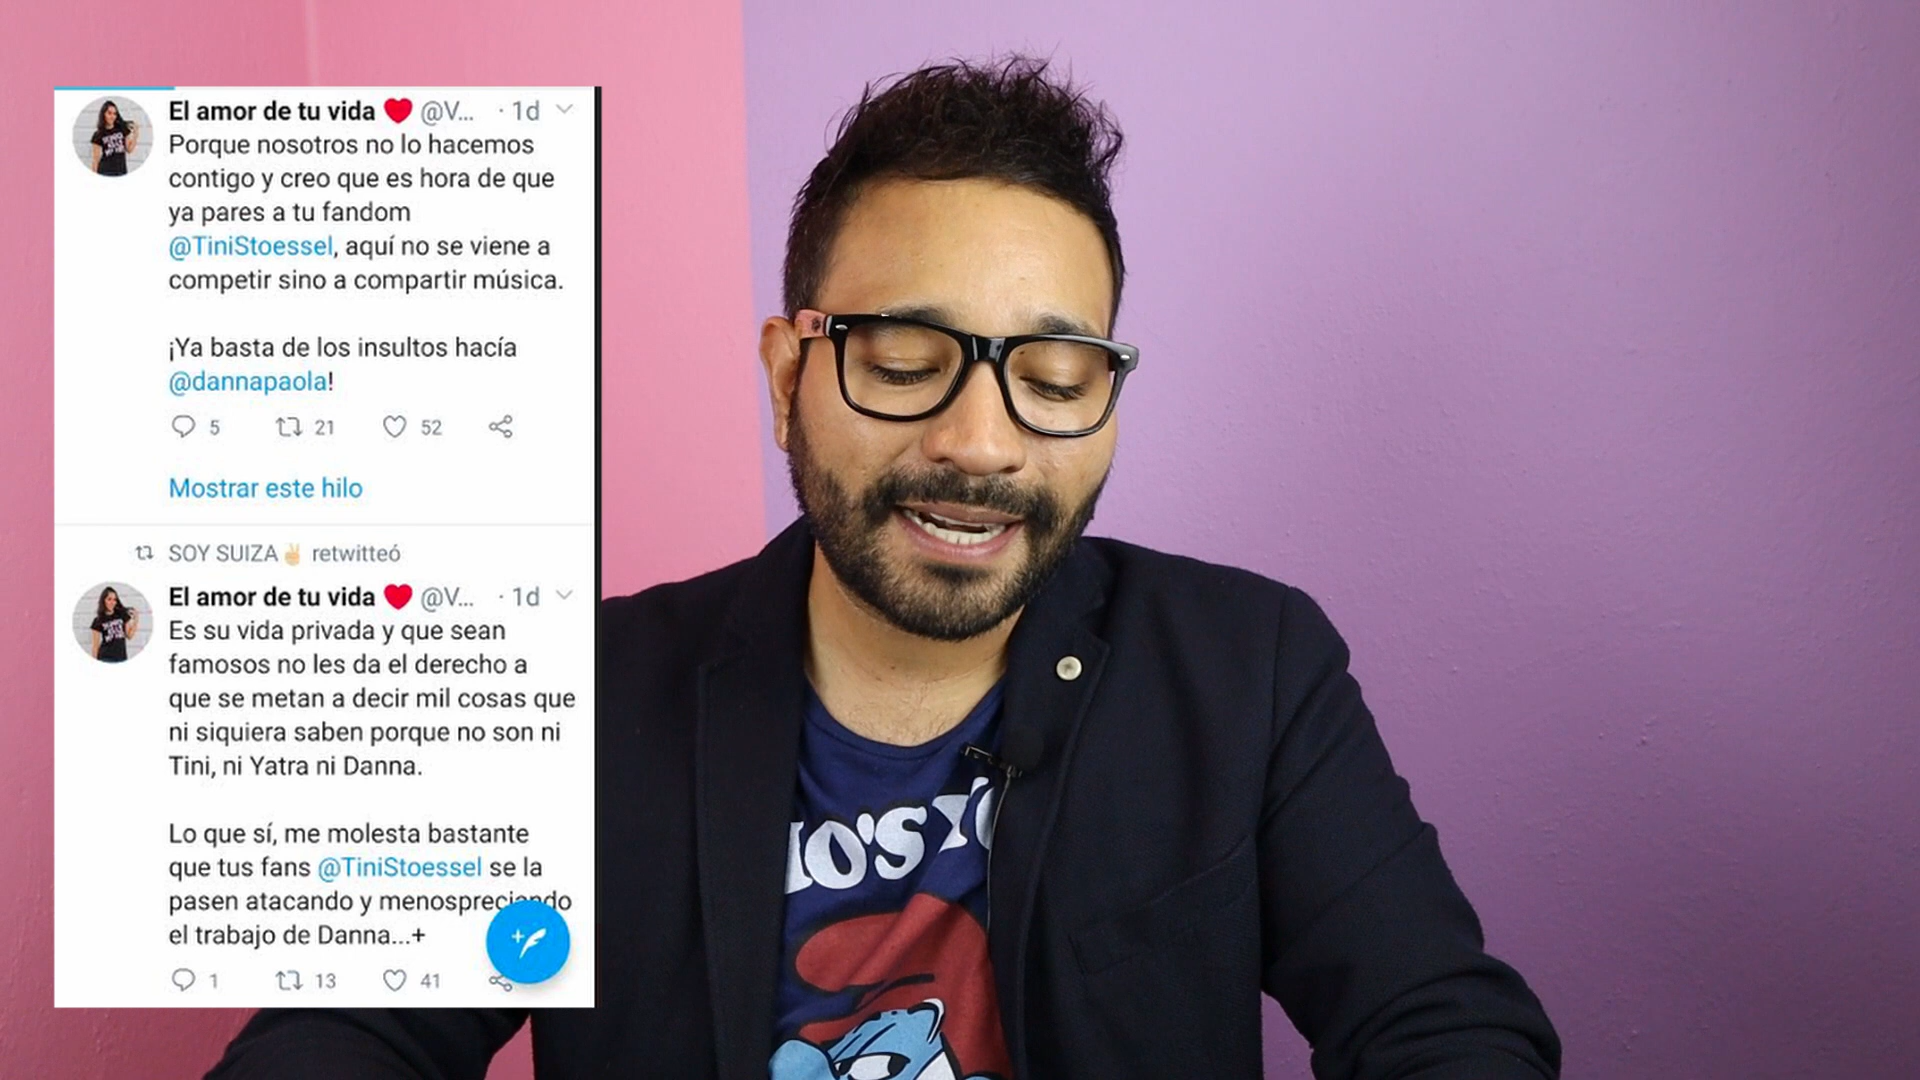 El amor de tu vida ❤ @V... · 1d
Porque nosotros no lo hacemos
contigo y creo que es hora de que
ya pares a tu fandom
@TiniStoessel, aquí no se viene a
competir sino a compartir música.
¡Ya basta de los insultos hacía
@dannapaola!
5 21 52
Mostrar este hilo
SOY SUIZA✌🏼 retwitteó
El amor de tu vida ❤ @V... · 1d
Es su vida privada y que sean
famosos no les da el derecho a
que se metan a decir mil cosas que
ni siquiera saben porque no son ni
Tini, ni Yatra ni Danna.
Lo que sí, me molesta bastante
que tus fans @TiniStoessel se la
pasen atacando y menospreciando
el trabajo de Danna...+
1 13 41